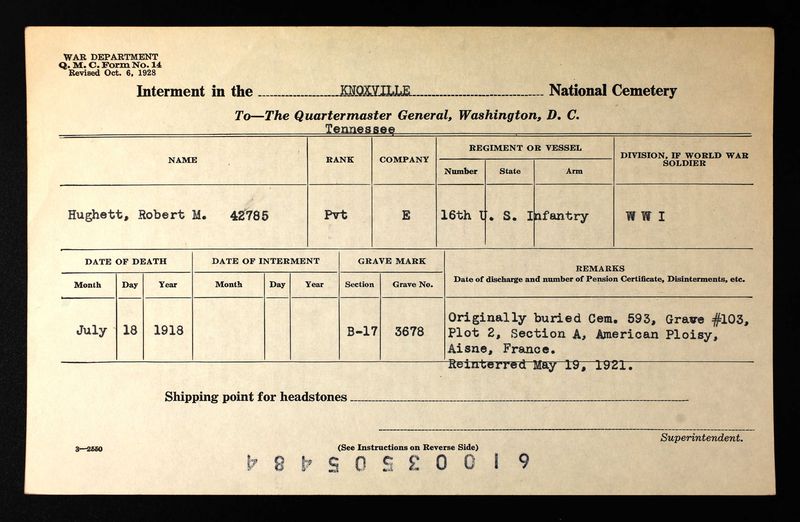 WAR DEPARTMENT
Q. M. C. Form No. 14
Revised Oct. 6, 1928
Interment in the KNOXVILLE National Cemetery
To—The Quartermaster General, Washington, D. C.
Tennessee
NAME RANK COMPANY REGIMENT OR VESSEL DIVISION, IF WORLD WAR SOLDIER
Number State Arm
Hughett, Robert M. 42785 Pvt E 16th U. S. Infantry W W I
DATE OF DEATH DATE OF INTERMENT GRAVE MARK REMARKS
Date of discharge and number of Pension Certificate, Disinterments, etc.
Month Day Year Month Day Year Section Grave No.
July 18 1918 B-17 3678
Originally buried Cem. 593, Grave #103,
Plot 2, Section A, American Ploisy,
Aisne, France.
Reinterred May 19, 1921.
Shipping point for headstones
Superintendent.
3—2550
(See Instructions on Reverse Side)
61003505484